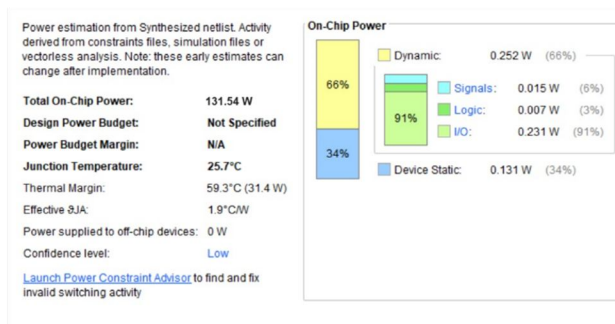 Power estimation from Synthesized netlist. Activity
derived from constraints files, simulation files or
vectorless analysis. Note: these early estimates can
change after implementation.
Total On-Chip Power: 131.54 W
Design Power Budget: Not Specified
Power Budget Margin: N/A
Junction Temperature: 25.7°C
Thermal Margin: 59.3°C (31.4 W)
Effective ϑJA: 1.9°C/W
Power supplied to off-chip devices: 0 W
Confidence level: Low
Launch Power Constraint Advisor to find and fix
invalid switching activity
On-Chip Power
66%
34%
Dynamic: 0.252 W (66%)
91%
Signals: 0.015 W (6%)
Logic: 0.007 W (3%)
I/O: 0.231 W (91%)
Device Static: 0.131 W (34%)